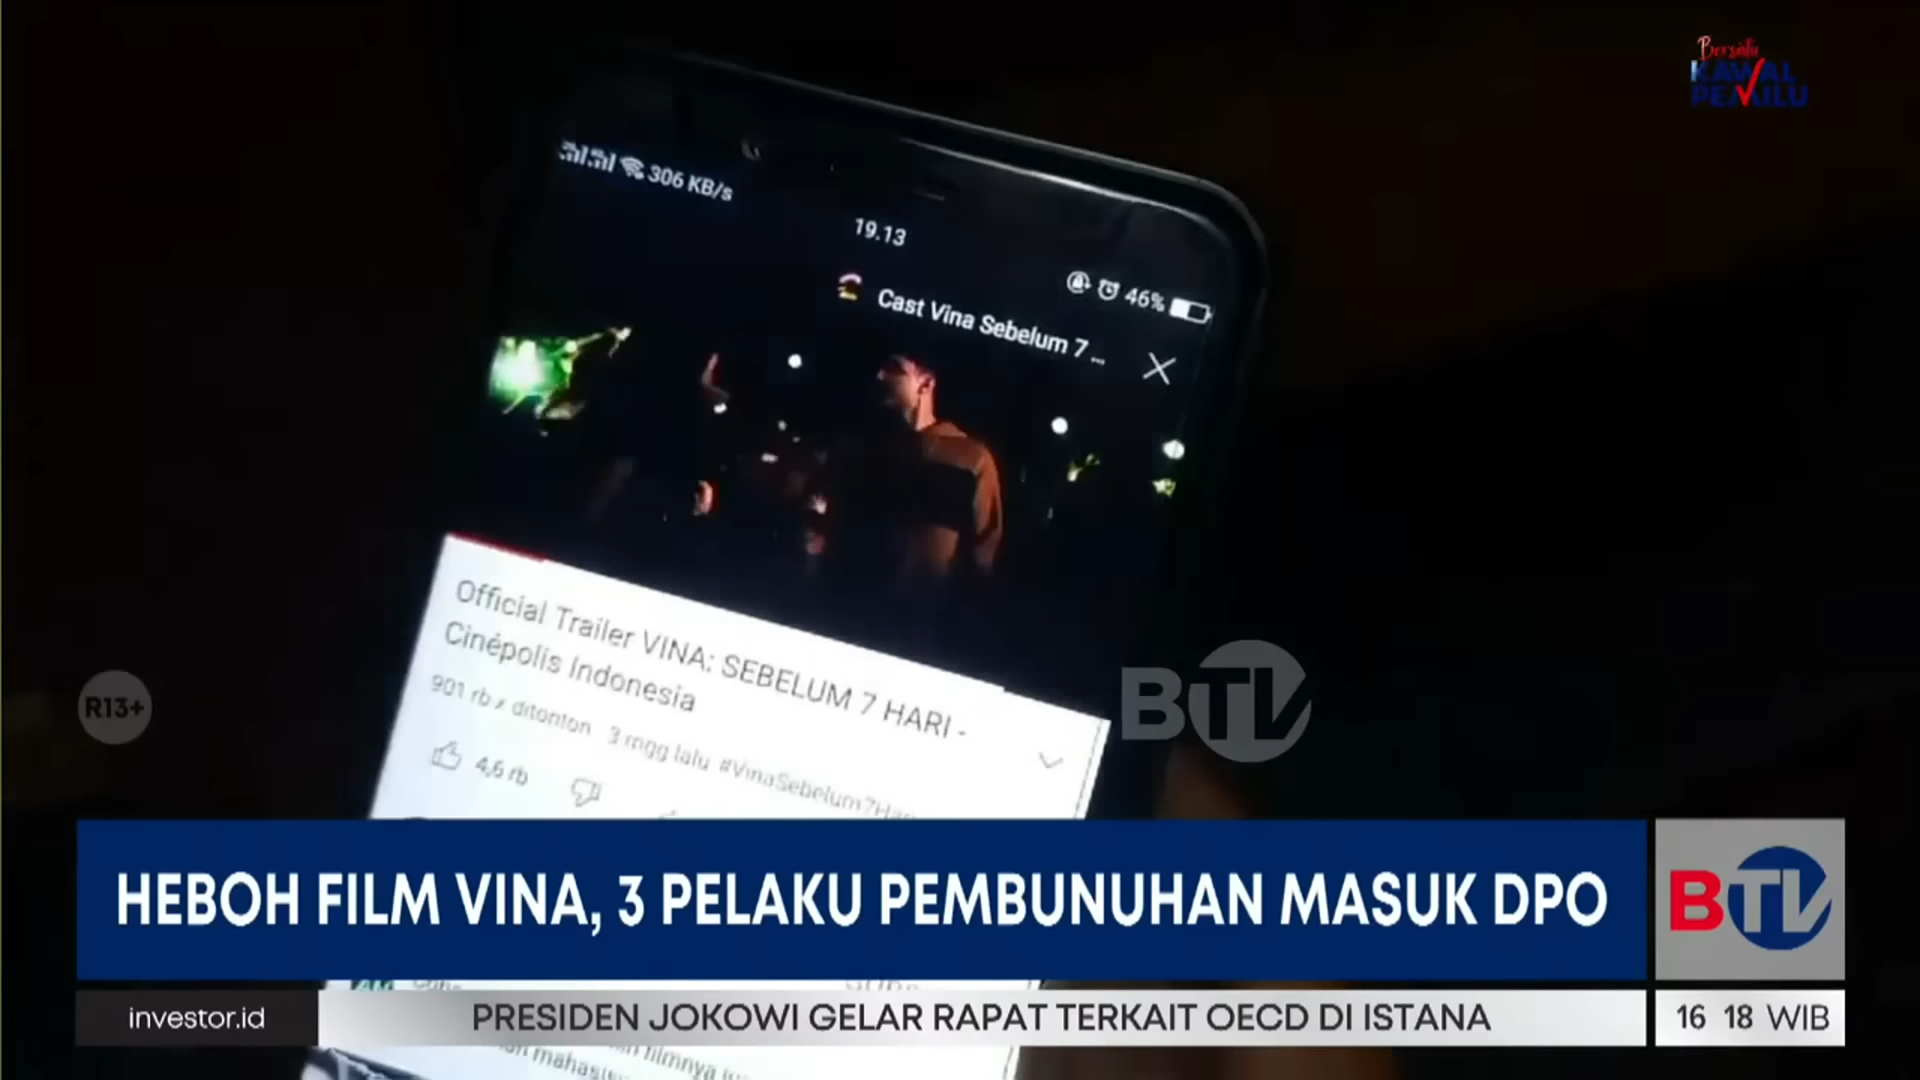 Bersatu
KAWAL
PEMILU
306 KB/s
19.13
46%
Cast Vina Sebelum 7 ...
Official Trailer VINA: SEBELUM 7 HARI -
Cinépolis Indonesia
901 rb x ditonton 3 mgg lalu #VinaSebelum7Hari
4,6 rb
R13+
BTV
HEBOH FILM VINA, 3 PELAKU PEMBUNUHAN MASUK DPO
BTV
investor.id
PRESIDEN JOKOWI GELAR RAPAT TERKAIT OECD DI ISTANA
16 18 WIB
filmnya